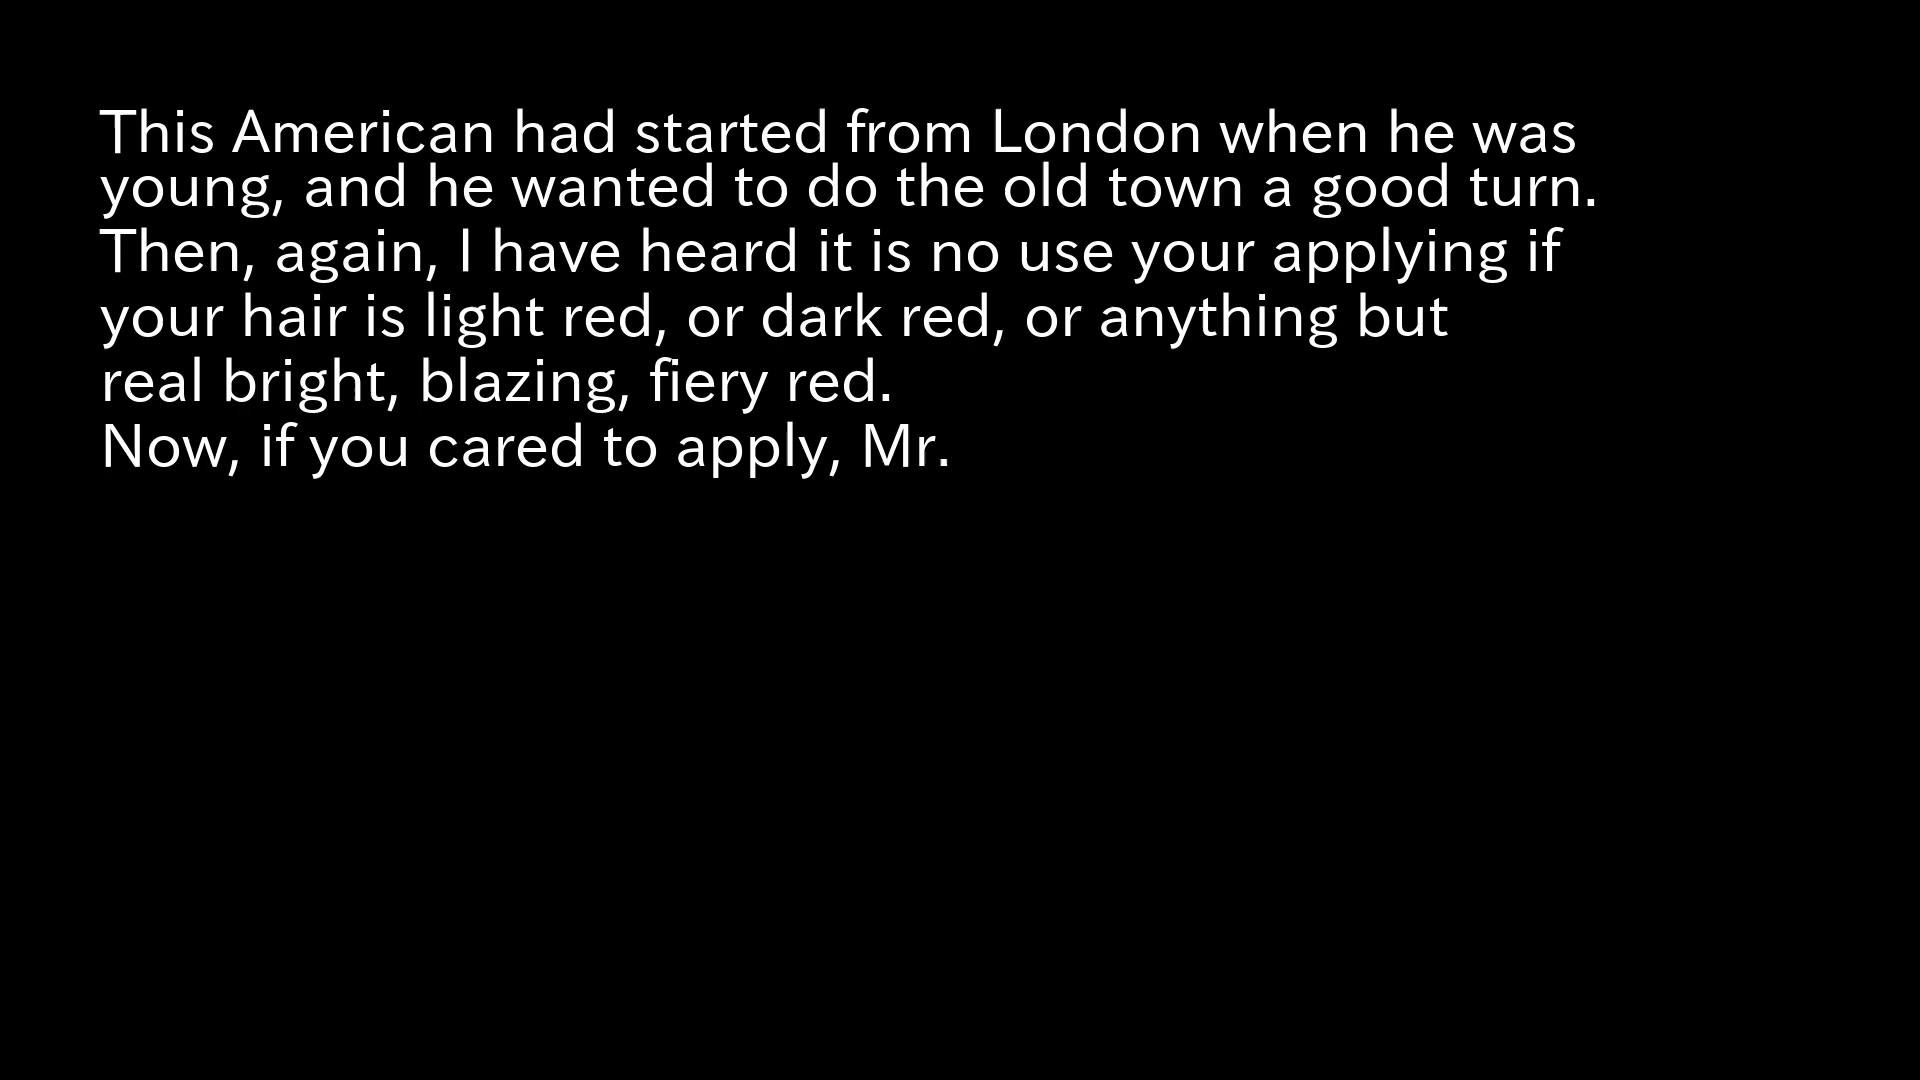 This American had started from London when he was
young, and he wanted to do the old town a good turn.
Then, again, I have heard it is no use your applying if
your hair is light red, or dark red, or anything but
real bright, blazing, fiery red.
Now, if you cared to apply, Mr.